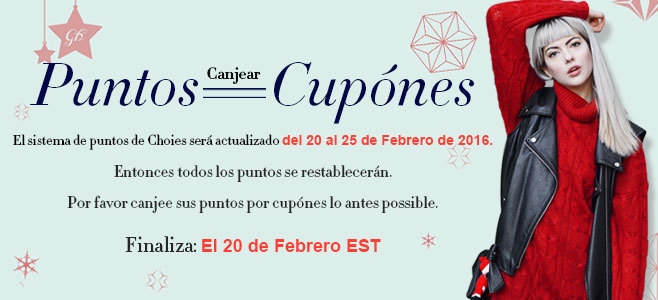 GB
Puntos Canjear Cupónes
El sistema de puntos de Choies será actualizado del 20 al 25 de Febrero de 2016.
Entonces todos los puntos se restablecerán.
Por favor canjee sus puntos por cupónes lo antes possible.
Finaliza: El 20 de Febrero EST